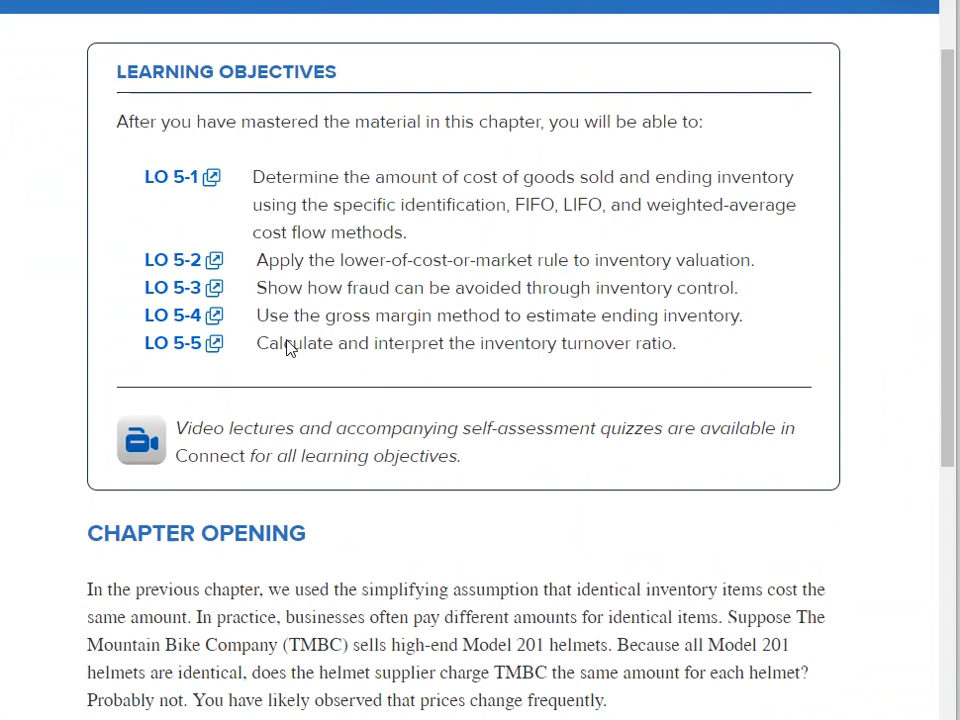 LEARNING OBJECTIVES
After you have mastered the material in this chapter, you will be able to:
LO 5-1 Determine the amount of cost of goods sold and ending inventory
using the specific identification, FIFO, LIFO, and weighted-average
cost flow methods.
LO 5-2 Apply the lower-of-cost-or-market rule to inventory valuation.
LO 5-3 Show how fraud can be avoided through inventory control.
LO 5-4 Use the gross margin method to estimate ending inventory.
LO 5-5 Calculate and interpret the inventory turnover ratio.
Video lectures and accompanying self-assessment quizzes are available in
Connect for all learning objectives.
CHAPTER OPENING
In the previous chapter, we used the simplifying assumption that identical inventory items cost the
same amount. In practice, businesses often pay different amounts for identical items. Suppose The
Mountain Bike Company (TMBC) sells high-end Model 201 helmets. Because all Model 201
helmets are identical, does the helmet supplier charge TMBC the same amount for each helmet?
Probably not. You have likely observed that prices change frequently.